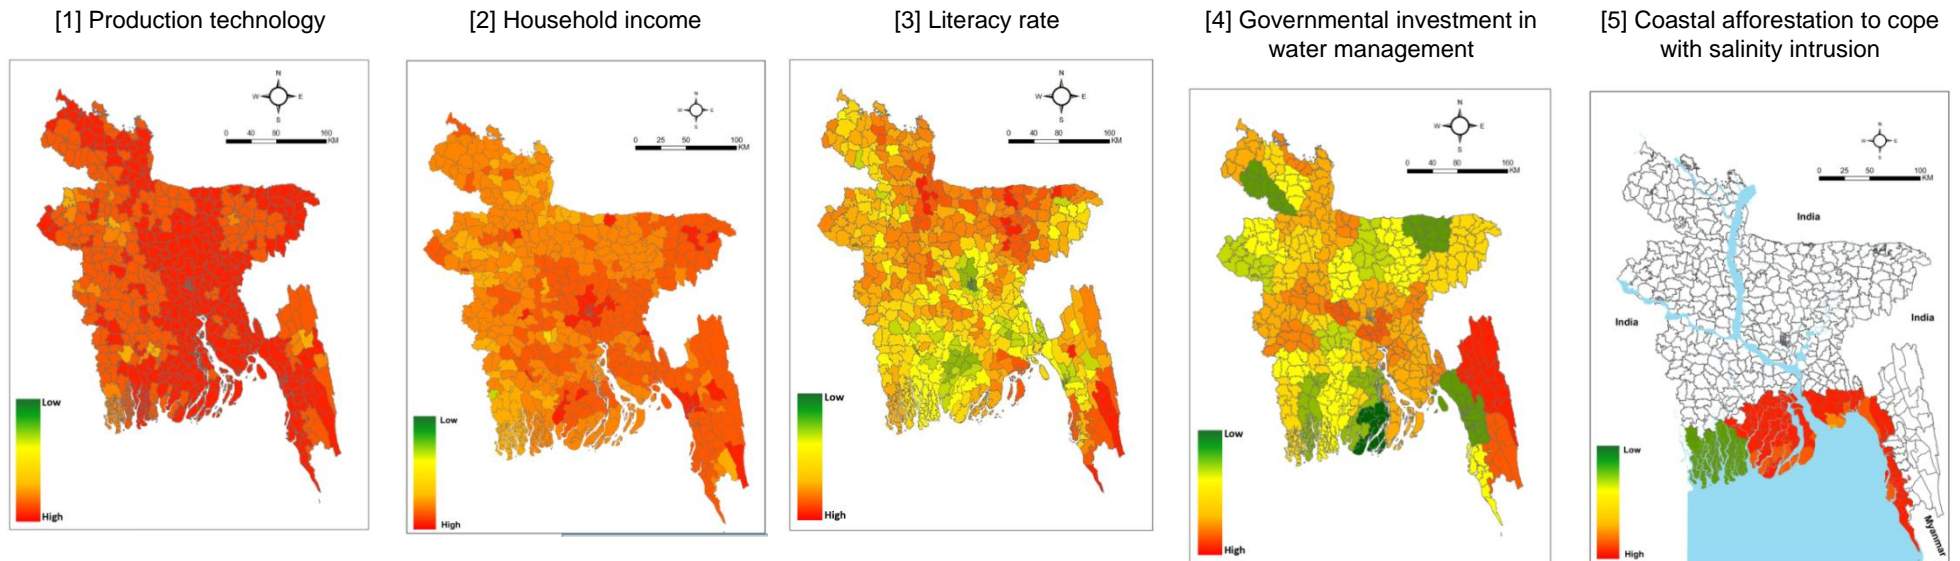 [1] Production technology
N
W
E
S
0 40 80 160
KM
Low
High
[2] Household income
N
W
E
S
0 25 50 100
KM
Low
High
[3] Literacy rate
N
W
E
S
0 40 80 160
KM
Low
High
[4] Governmental investment in
water management
N
W
E
S
0 40 80 160
KM
Low
High
[5] Coastal afforestation to cope
with salinity intrusion
N
W
E
S
0 25 50 100
KM
India
India
India
Low
High
Myanmar